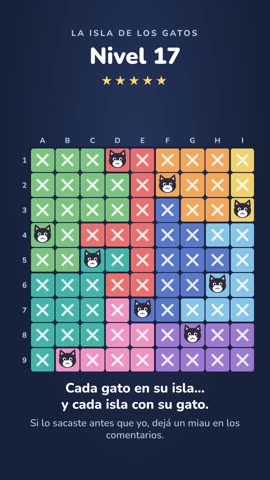 LA ISLA DE LOS GATOS
Nivel 17
A B C D E F G H I
1
2
3
4
5
6
7
8
9
Cada gato en su isla...
y cada isla con su gato.
Si lo sacaste antes que yo, dejá un miau en los
comentarios.